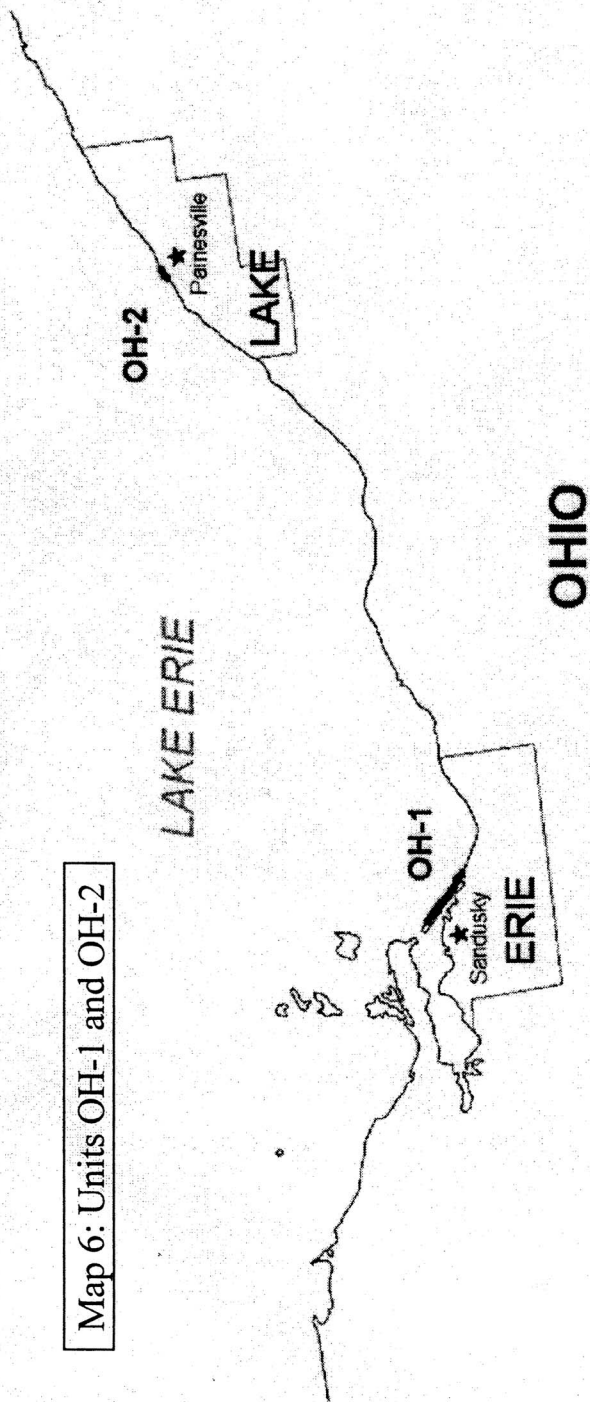 Map 6: Units OH-1 and OH-2
LAKE ERIE
OH-2
Painesville
LAKE
OH-1
Sandusky
ERIE
OHIO